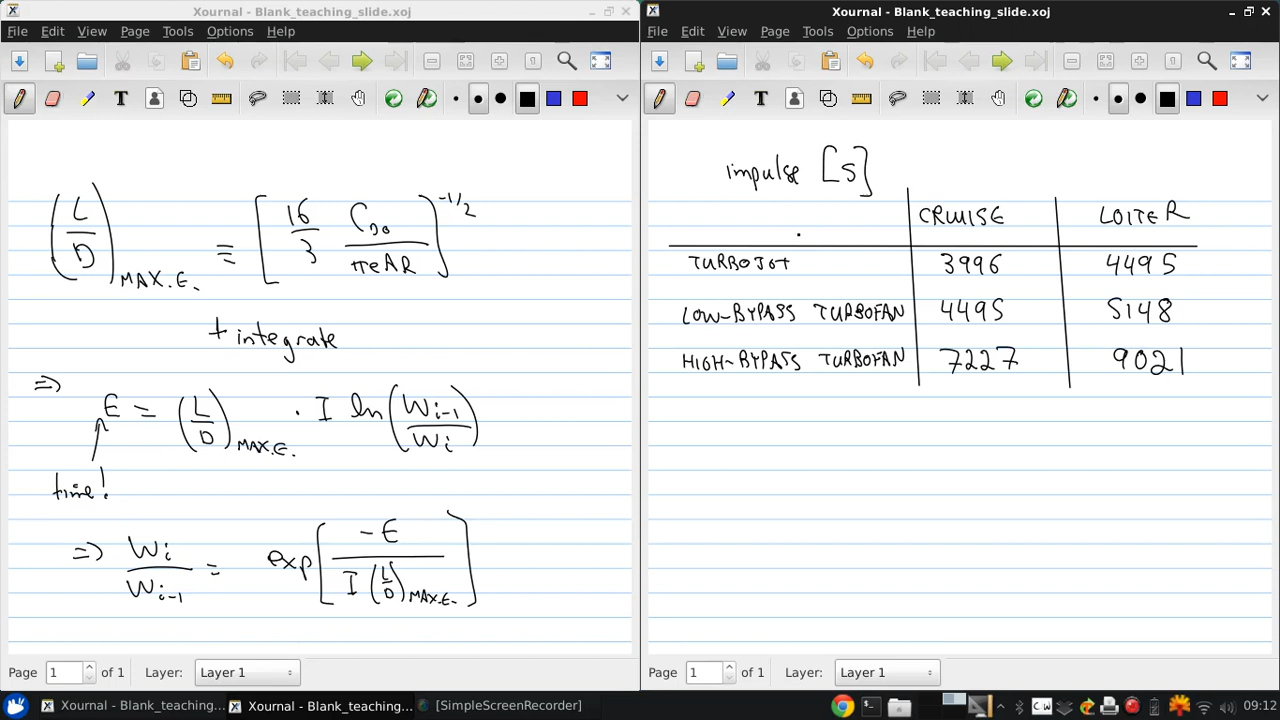 Xournal - Blank_teaching_slide.xoj
File Edit View Page Tools Options Help
(L/D)MAX.E. = [16/3 CD0/πeAR]^-1/2
+ integrate
=> E = (L/D)MAX.E. · I ln(Wi-1/Wi)
time!
=> Wi/Wi-1 = exp[-E/I(L/D)MAX.E.]
Page 1 of 1 Layer: Layer 1
Xournal - Blank_teaching_slide.xoj
File Edit View Page Tools Options Help
impulse [s]
CRUISE LOITER
TURBOJET 3996 4495
LOW-BYPASS TURBOFAN 4495 5148
HIGH-BYPASS TURBOFAN 7227 9021
Page 1 of 1 Layer: Layer 1
Xournal - Blank_teaching_... Xournal - Blank_teaching_... [SimpleScreenRecorder] 09:12